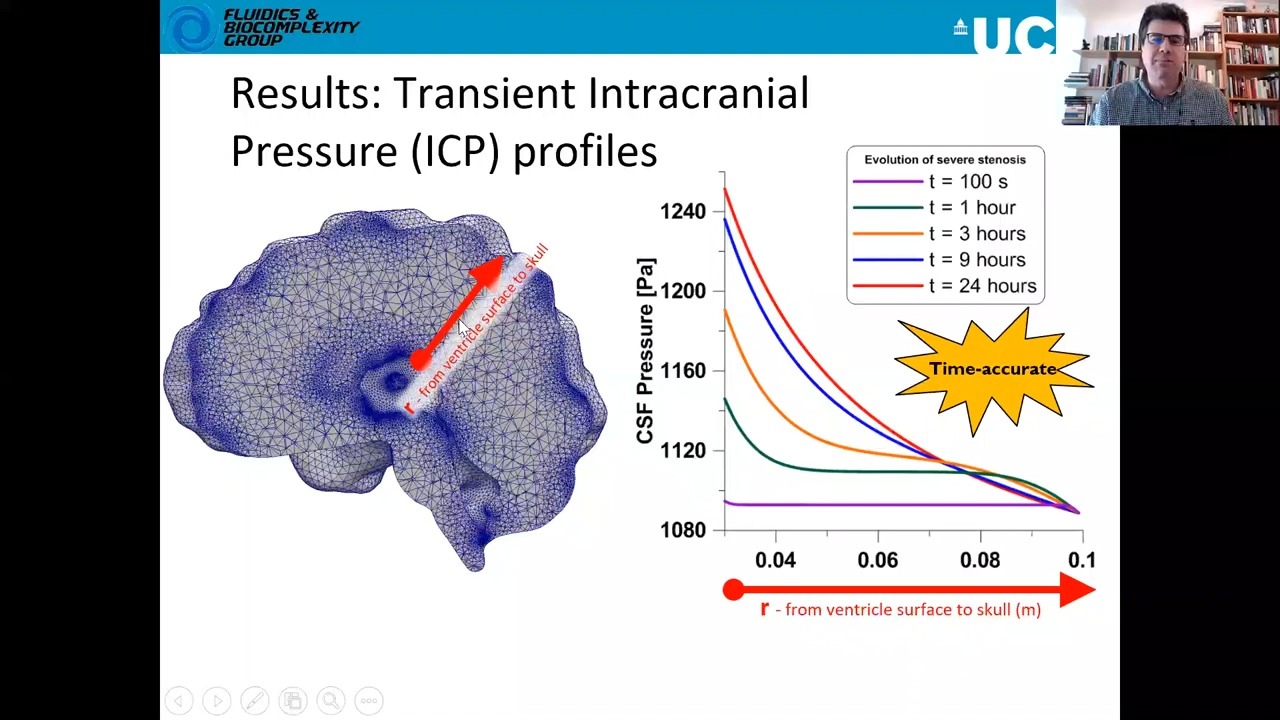 FLUIDICS &
BIOCOMPLEXITY
GROUP
UC
Results: Transient Intracranial
Pressure (ICP) profiles
r - from ventricle surface to skull
Evolution of severe stenosis
t = 100 s
t = 1 hour
t = 3 hours
t = 9 hours
t = 24 hours
Time-accurate
CSF Pressure [Pa]
1240
1200
1160
1120
1080
0.04 0.06 0.08 0.1
r - from ventricle surface to skull (m)